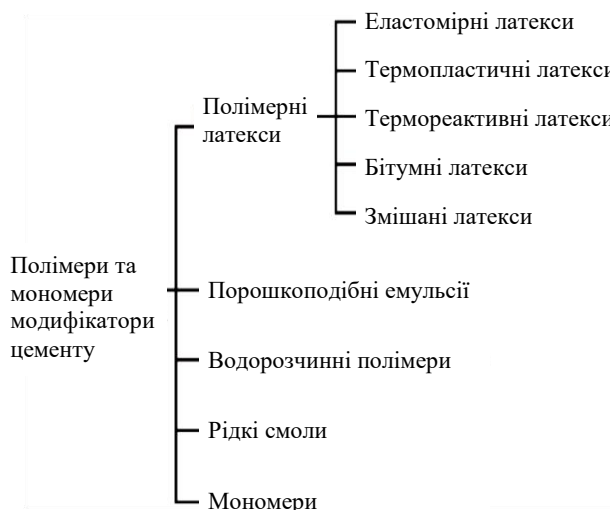 Еластомірні латекси
Термопластичні латекси
Полімерні
латекси
Термореактивні латекси
Бітумні латекси
Змішані латекси
Полімери та
мономери
модифікатори
цементу
Порошкоподібні емульсії
Водорозчинні полімери
Рідкі смоли
Мономери